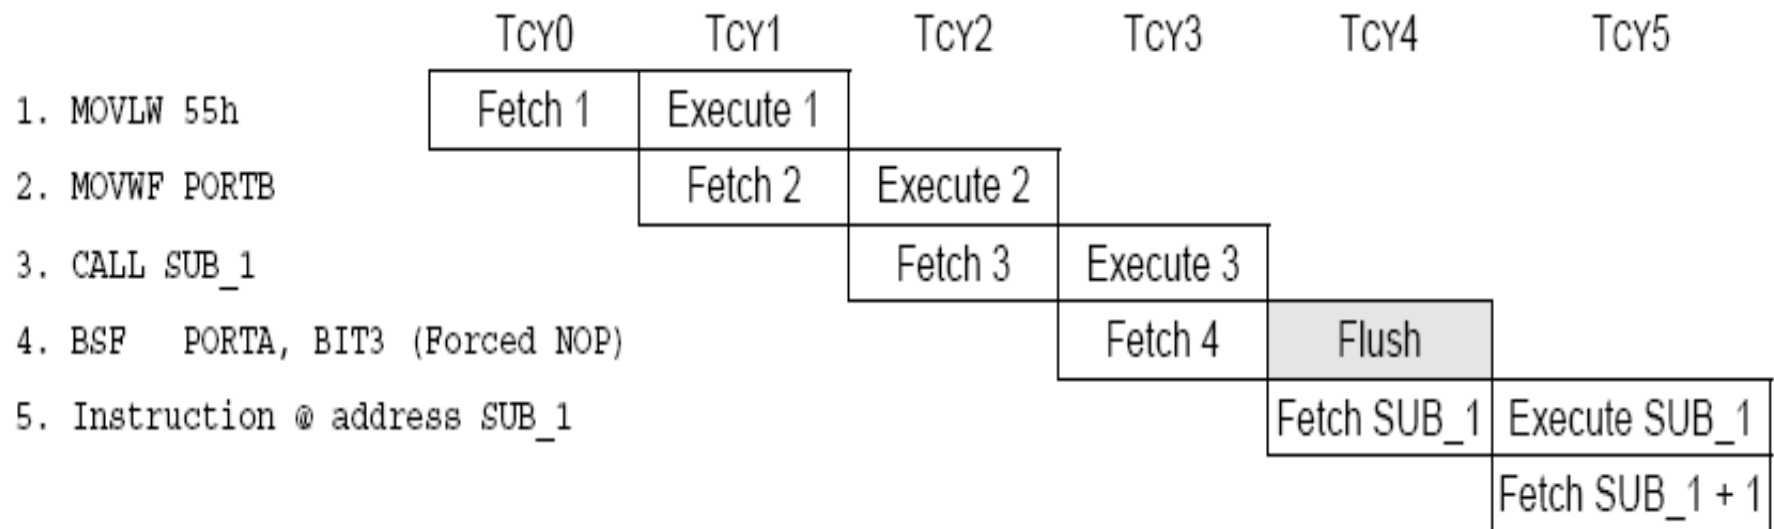 TCY0 TCY1 TCY2 TCY3 TCY4 TCY5
1. MOVLW 55h Fetch 1 Execute 1
2. MOVWF PORTB Fetch 2 Execute 2
3. CALL SUB_1 Fetch 3 Execute 3
4. BSF PORTA, BIT3 (Forced NOP) Fetch 4 Flush
5. Instruction @ address SUB_1 Fetch SUB_1 Execute SUB_1
Fetch SUB_1 + 1